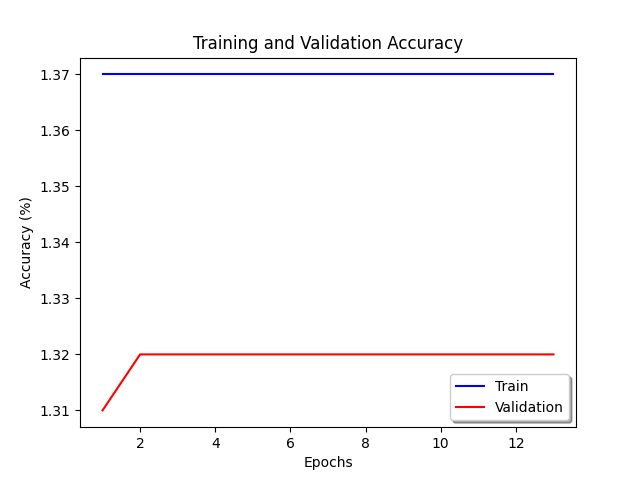 Training and Validation Accuracy
1.37
1.36
1.35
1.34
1.33
1.32
1.31
Accuracy (%)
2 4 6 8 10 12
Epochs
Train
Validation